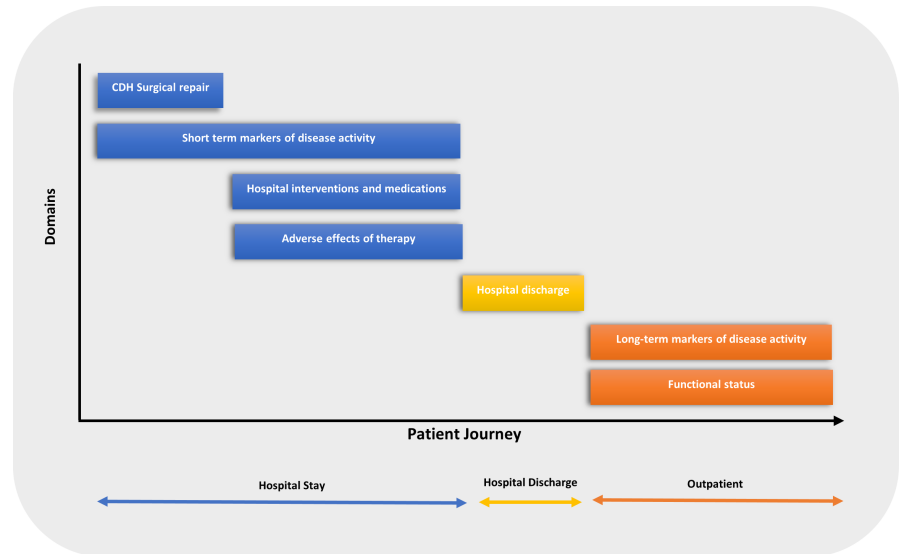 CDH Surgical repair
Short term markers of disease activity
Hospital interventions and medications
Adverse effects of therapy
Hospital discharge
Long-term markers of disease activity
Functional status
Domains
Patient Journey
Hospital Stay
Hospital Discharge
Outpatient